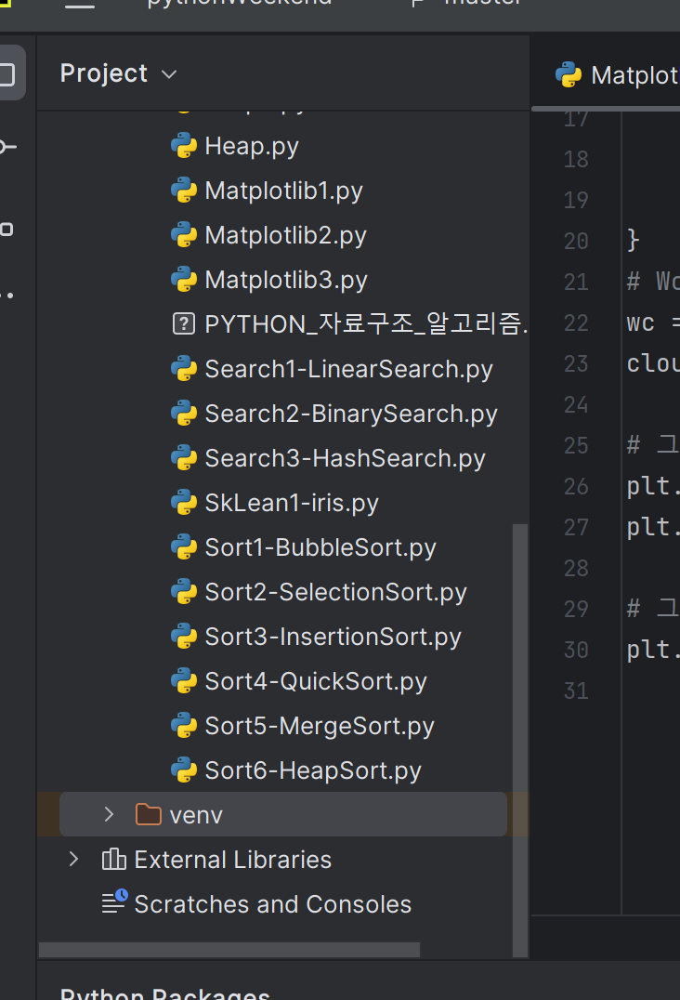 pythonWeekend
master
Project
Matplot
Heap.py
Matplotlib1.py
Matplotlib2.py
Matplotlib3.py
PYTHON_자료구조_알고리즘.
Search1-LinearSearch.py
Search2-BinarySearch.py
Search3-HashSearch.py
SkLean1-iris.py
Sort1-BubbleSort.py
Sort2-SelectionSort.py
Sort3-InsertionSort.py
Sort4-QuickSort.py
Sort5-MergeSort.py
Sort6-HeapSort.py
venv
External Libraries
Scratches and Consoles
Python Packages
17
18
19
20 }
21 # Wo
22 wc =
23 clou
24
25 # 그
26 plt.
27 plt.
28
29 # 그
30 plt.
31